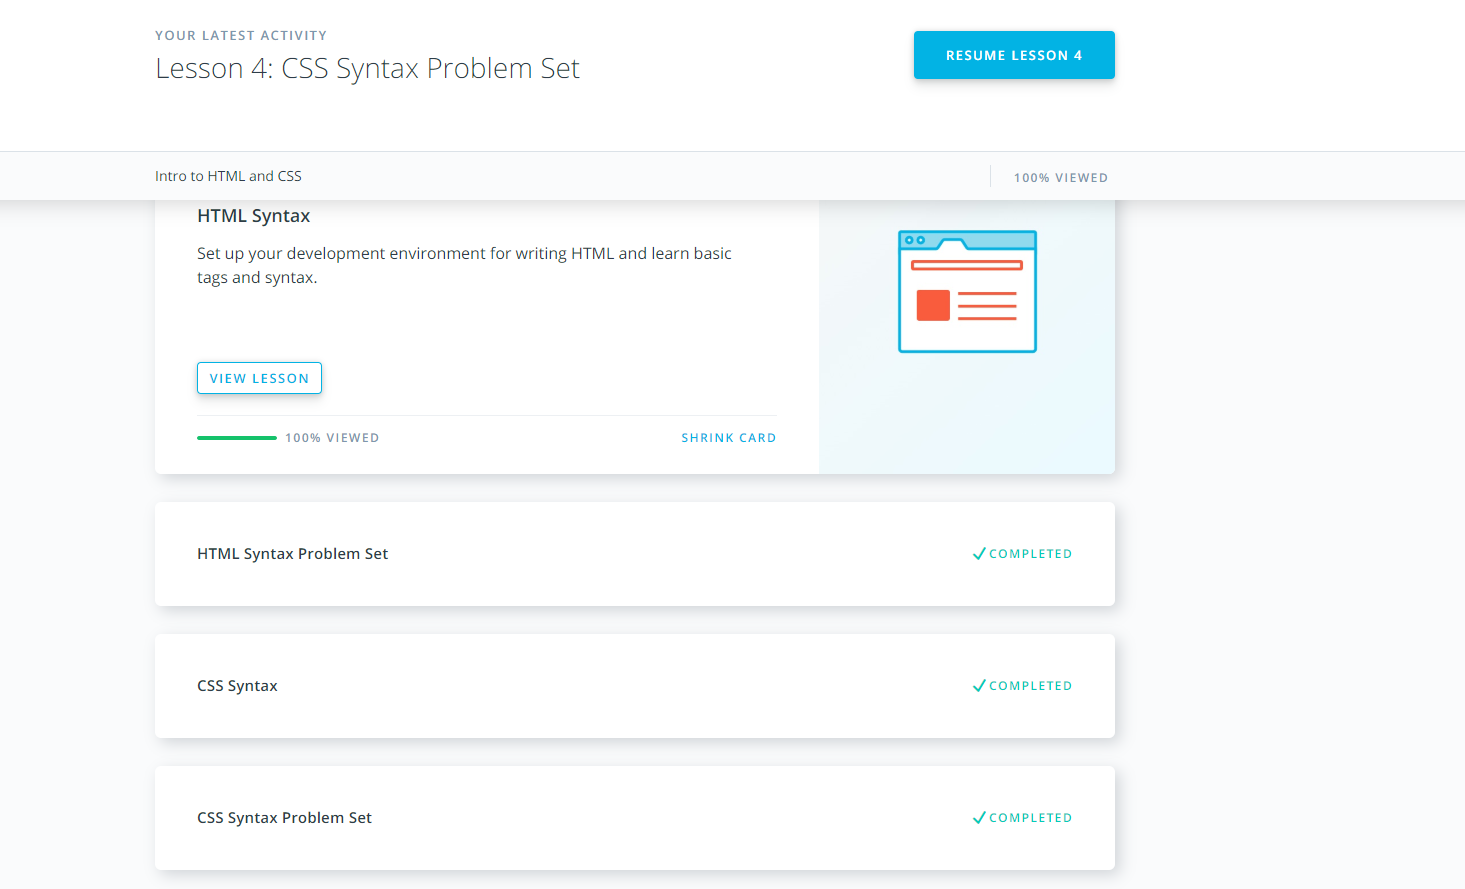 YOUR LATEST ACTIVITY
Lesson 4: CSS Syntax Problem Set
RESUME LESSON 4
Intro to HTML and CSS
100% VIEWED
HTML Syntax
Set up your development environment for writing HTML and learn basic
tags and syntax.
VIEW LESSON
100% VIEWED
SHRINK CARD
HTML Syntax Problem Set
COMPLETED
CSS Syntax
COMPLETED
CSS Syntax Problem Set
COMPLETED